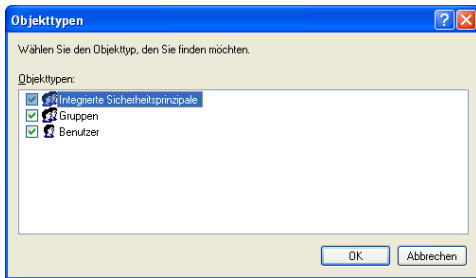 Objekttypen
Wählen Sie den Objekttyp, den Sie finden möchten.
Objekttypen:
Integrierte Sicherheitsprinzipale
Gruppen
Benutzer
OK Abbrechen